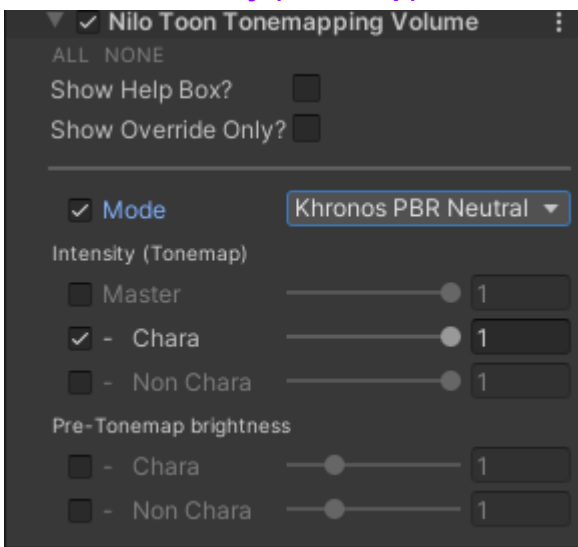 Nilo Toon Tonemapping Volume
ALL NONE
Show Help Box?
Show Override Only?
Mode Khronos PBR Neutral
Intensity (Tonemap)
Master 1
- Chara 1
- Non Chara 1
Pre-Tonemap brightness
- Chara 1
- Non Chara 1